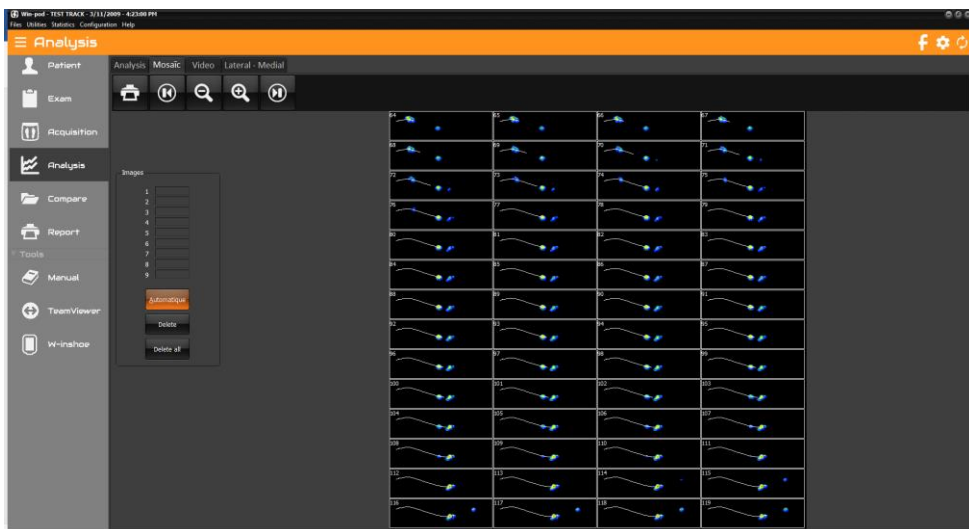 Win-pod - TEST TRACK - 3/11/2009 - 4:23:00 PM
Files Utilities Statistics Configuration Help
Analysis
Patient
Exam
Acquisition
Analysis
Compare
Report
Tools
Manual
TeamViewer
W-inshoe
Analysis Mosaïc Video Lateral - Medial
Images
1
2
3
4
5
6
7
8
9
Automatique
Delete
Delete all
64 65 66 67
68 69 70 71
72 73 74 75
76 77 78 79
80 81 82 83
84 85 86 87
88 89 90 91
92 93 94 95
96 97 98 99
100 101 102 103
104 105 106 107
108 109 110 111
112 113 114 115
116 117 118 119